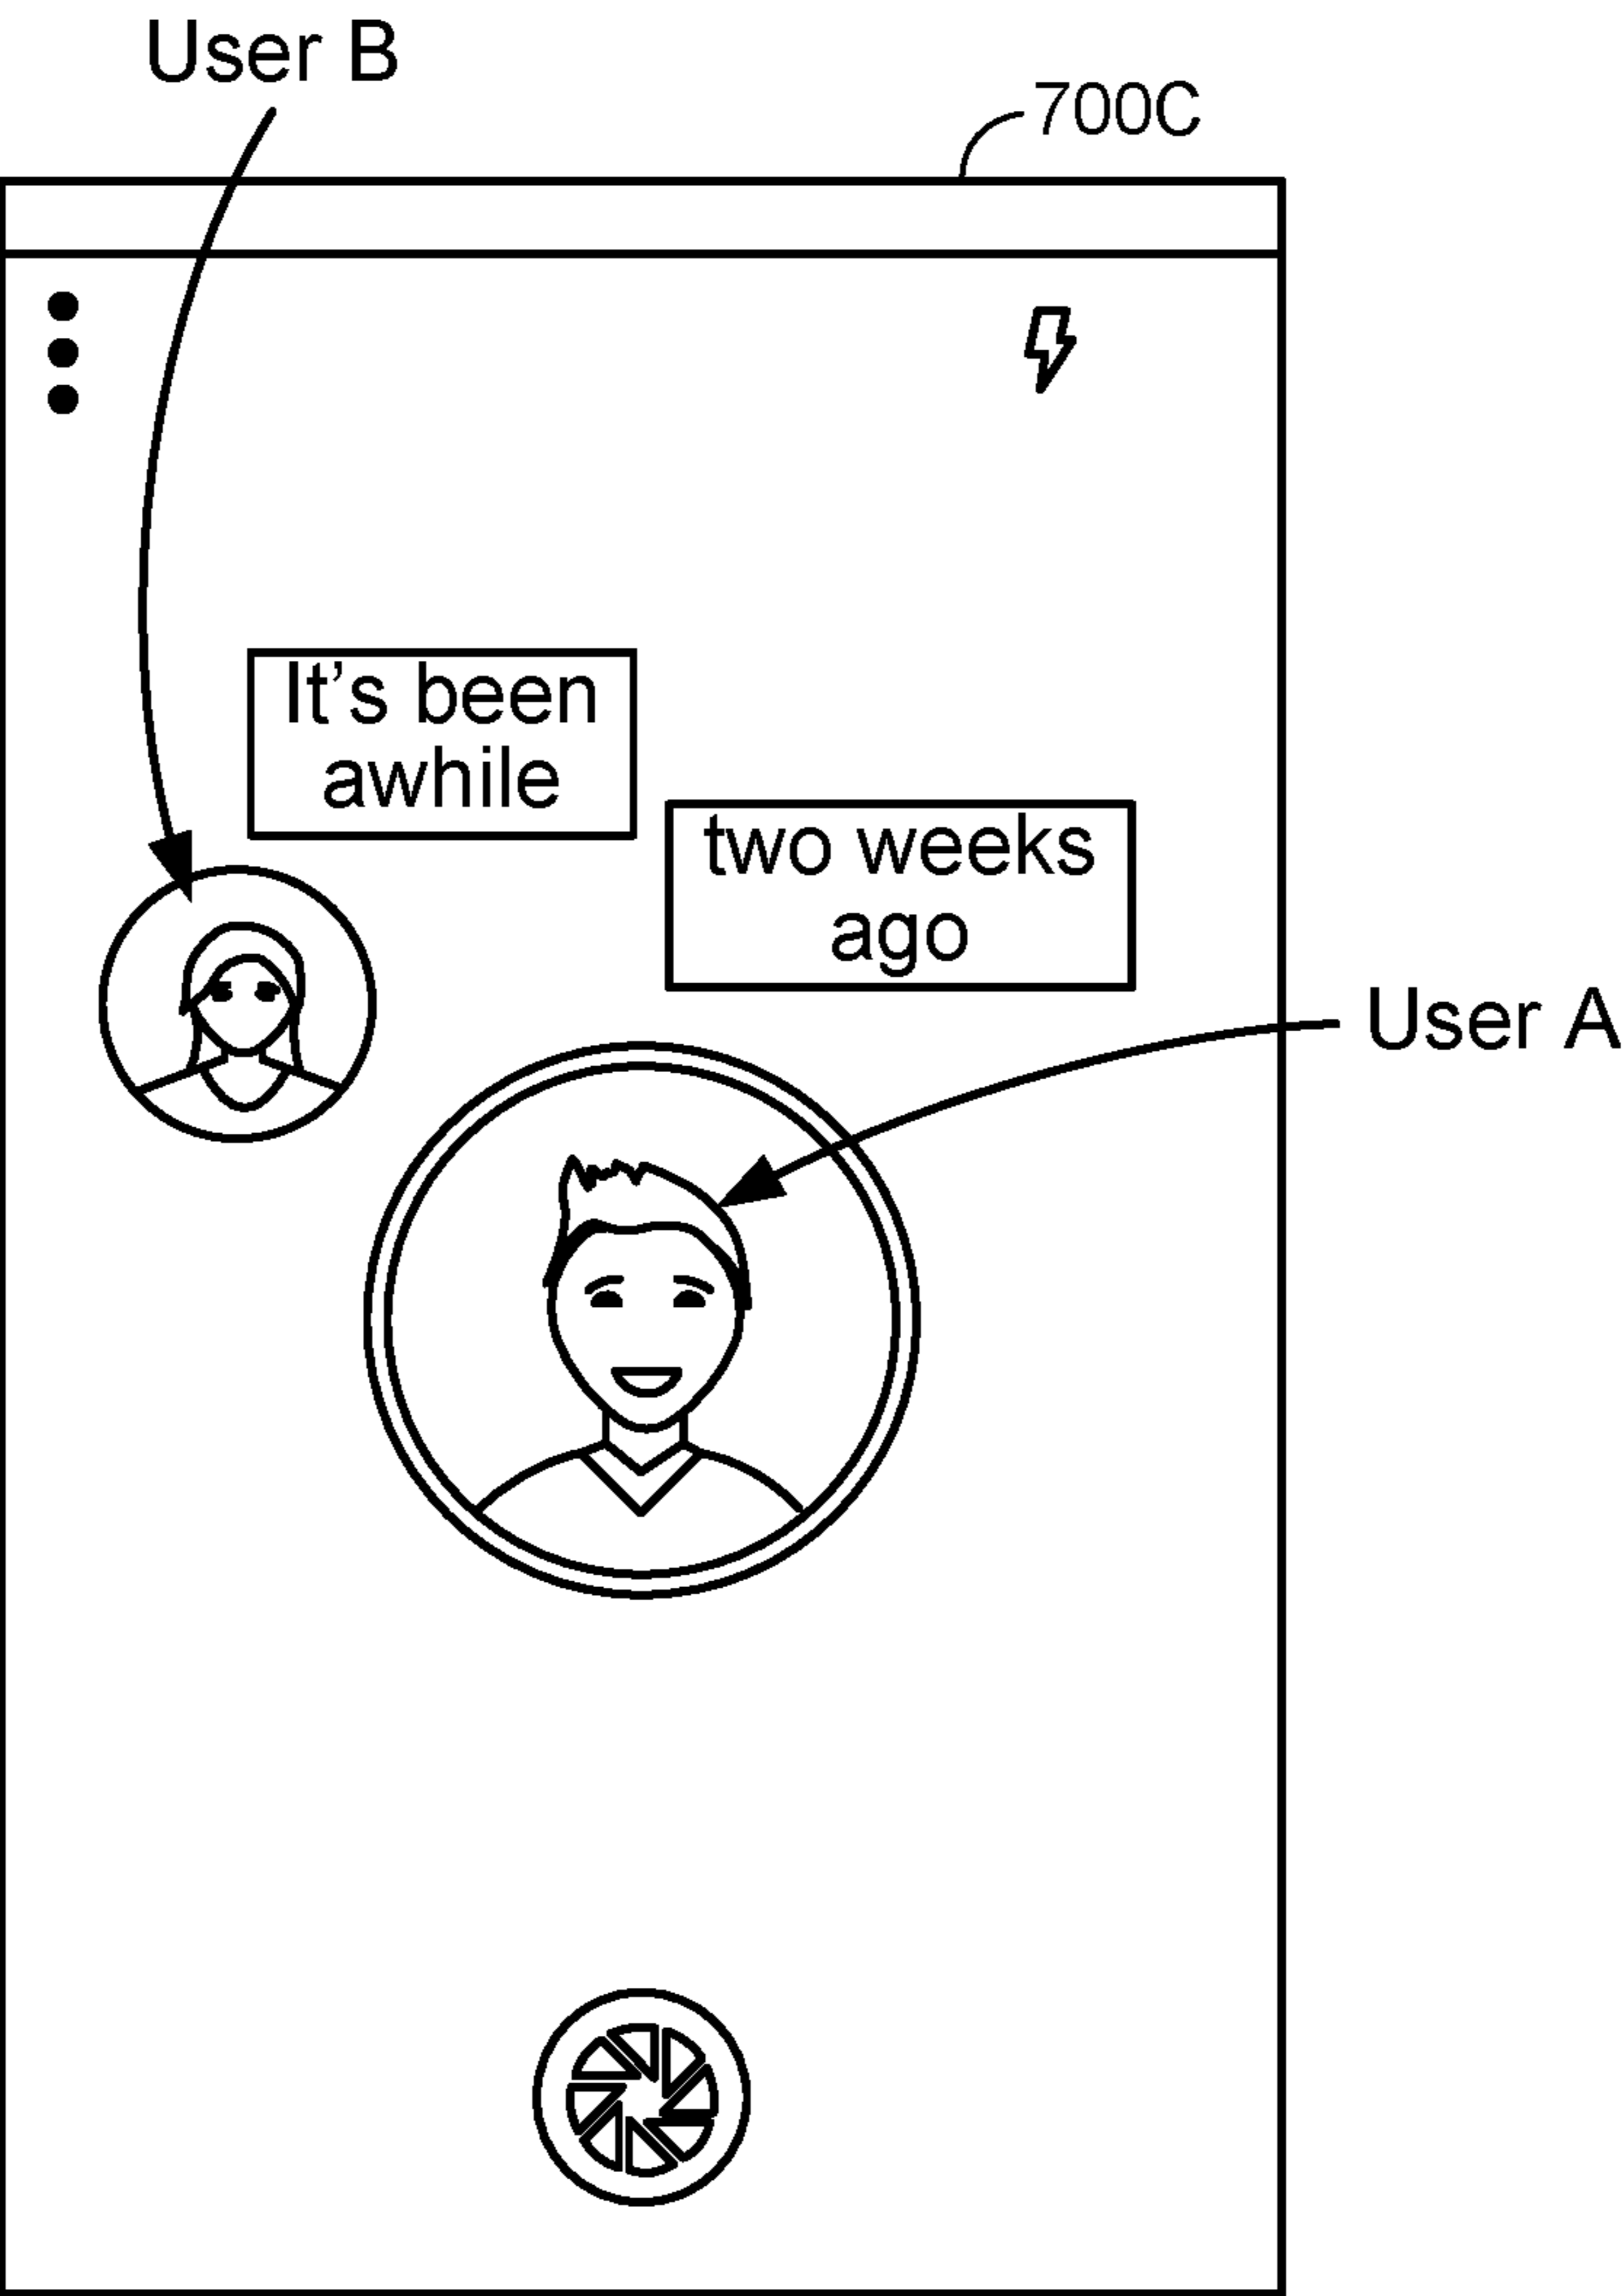 User B
700C
It’s been
awhile
two weeks
ago
User A